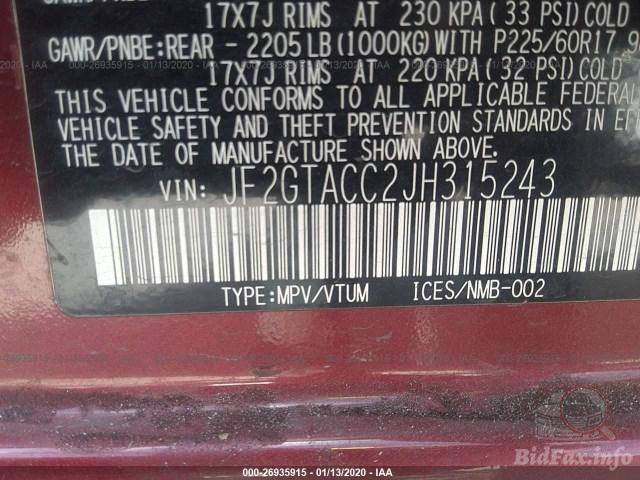 17X7J RIMS AT 230 KPA (33 PSI) COLD
GAWR/PNBE:REAR - 2205LB(1000KG)WITH P225/60R17
17X7J RIMS AT 220 KPA (32 PSI) COLD
THIS VEHICLE CONFORMS TO ALL APPLICABLE FEDERAL
VEHICLE SAFETY AND THEFT PREVENTION STANDARDS IN
THE DATE OF MANUFACTURE SHOWN ABOVE.
VIN: JF2GTACC2JH315243
TYPE:MPV/VTUM ICES/NMB-002
000-26935915 - 01/13/2020 - IAA
BidFax.info